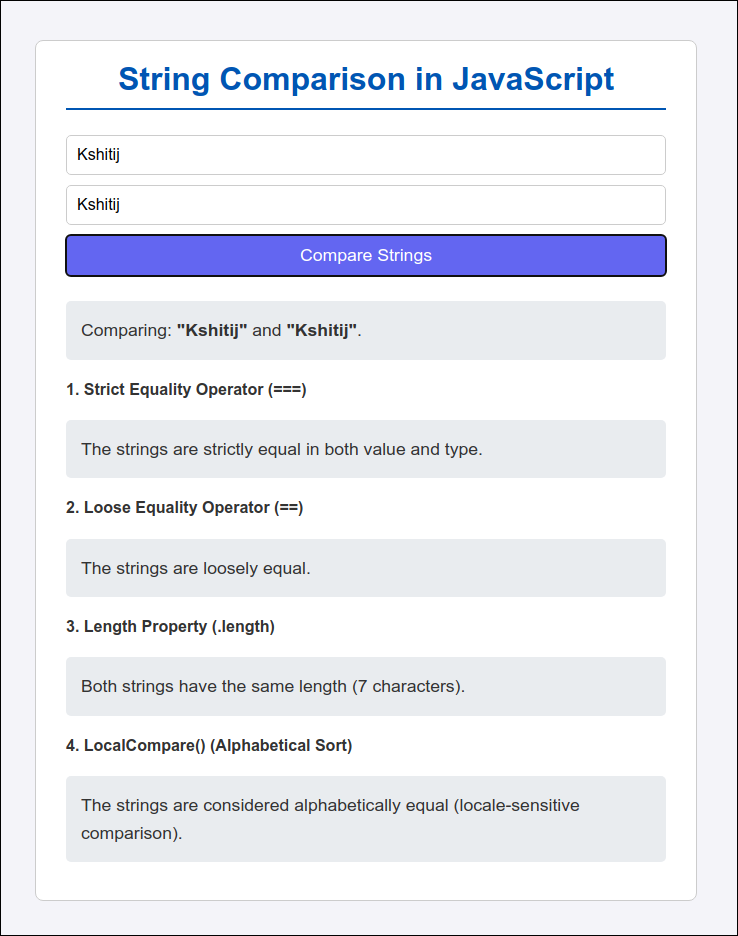 String Comparison in JavaScript
Kshitij
Kshitij
Compare Strings
Comparing: "Kshitij" and "Kshitij".
1. Strict Equality Operator (===)
The strings are strictly equal in both value and type.
2. Loose Equality Operator (==)
The strings are loosely equal.
3. Length Property (.length)
Both strings have the same length (7 characters).
4. LocalCompare() (Alphabetical Sort)
The strings are considered alphabetically equal (locale-sensitive
comparison).